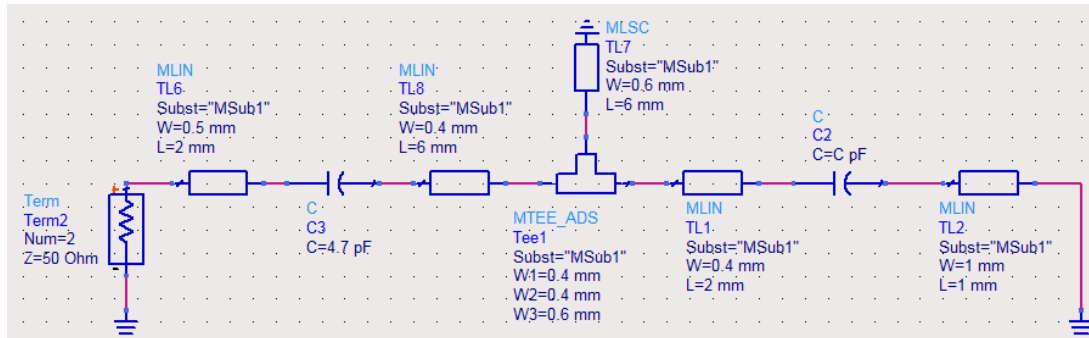 MLSC
TL7
Subst="MSub1"
W=0.6 mm
L=6 mm
MLIN
TL6
Subst="MSub1"
W=0.5 mm
L=2 mm
MLIN
TL8
Subst="MSub1"
W=0.4 mm
L=6 mm
C
C2
C=C pF
Term
Term2
Num=2
Z=50 Ohm
C
C3
C=4.7 pF
MTEE_ADS
Tee1
Subst="MSub1"
W1=0.4 mm
W2=0.4 mm
W3=0.6 mm
MLIN
TL1
Subst="MSub1"
W=0.4 mm
L=2 mm
MLIN
TL2
Subst="MSub1"
W=1 mm
L=1 mm